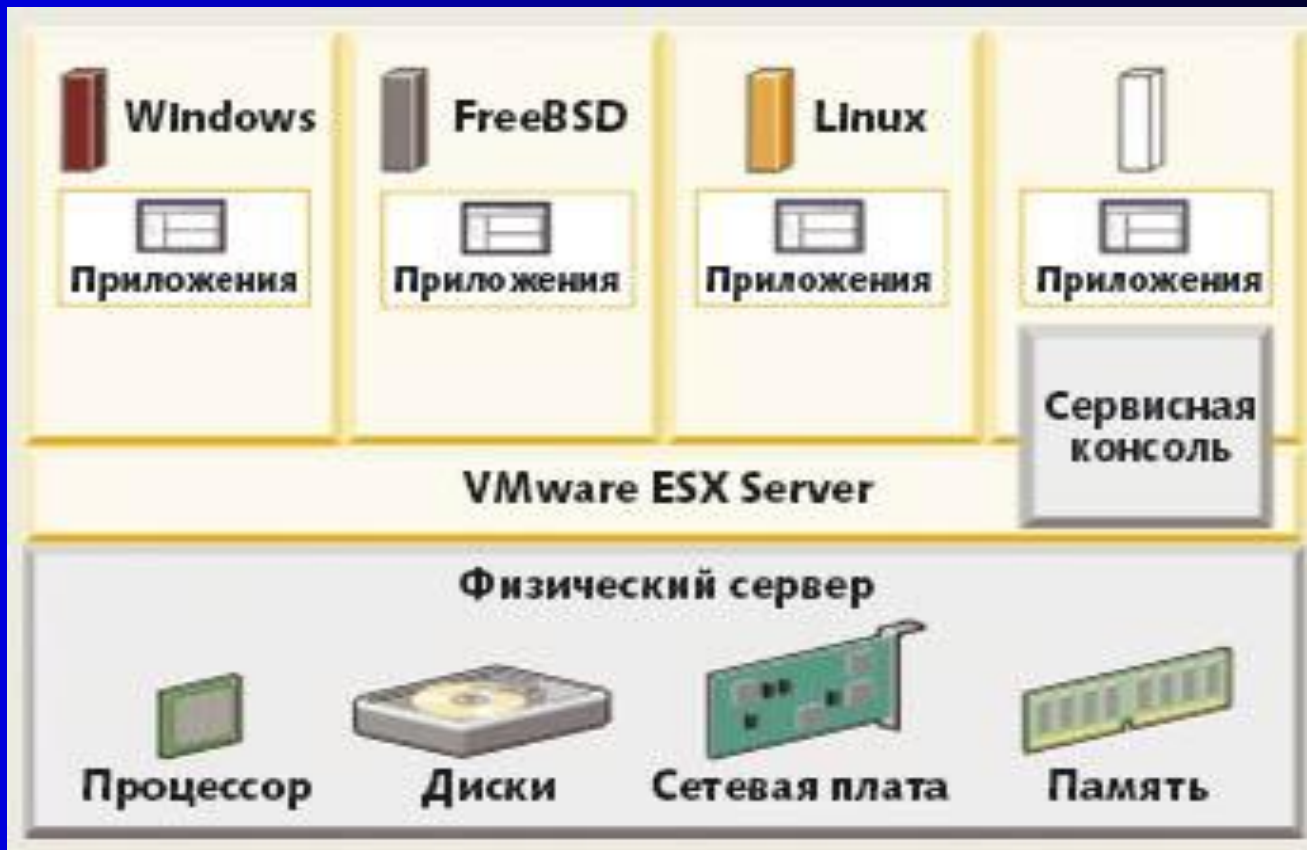 Windows
FreeBSD
Linux
Приложения
Приложения
Приложения
Приложения
Сервисная
консоль
VMware ESX Server
Физический сервер
Процессор
Диски
Сетевая плата
Память